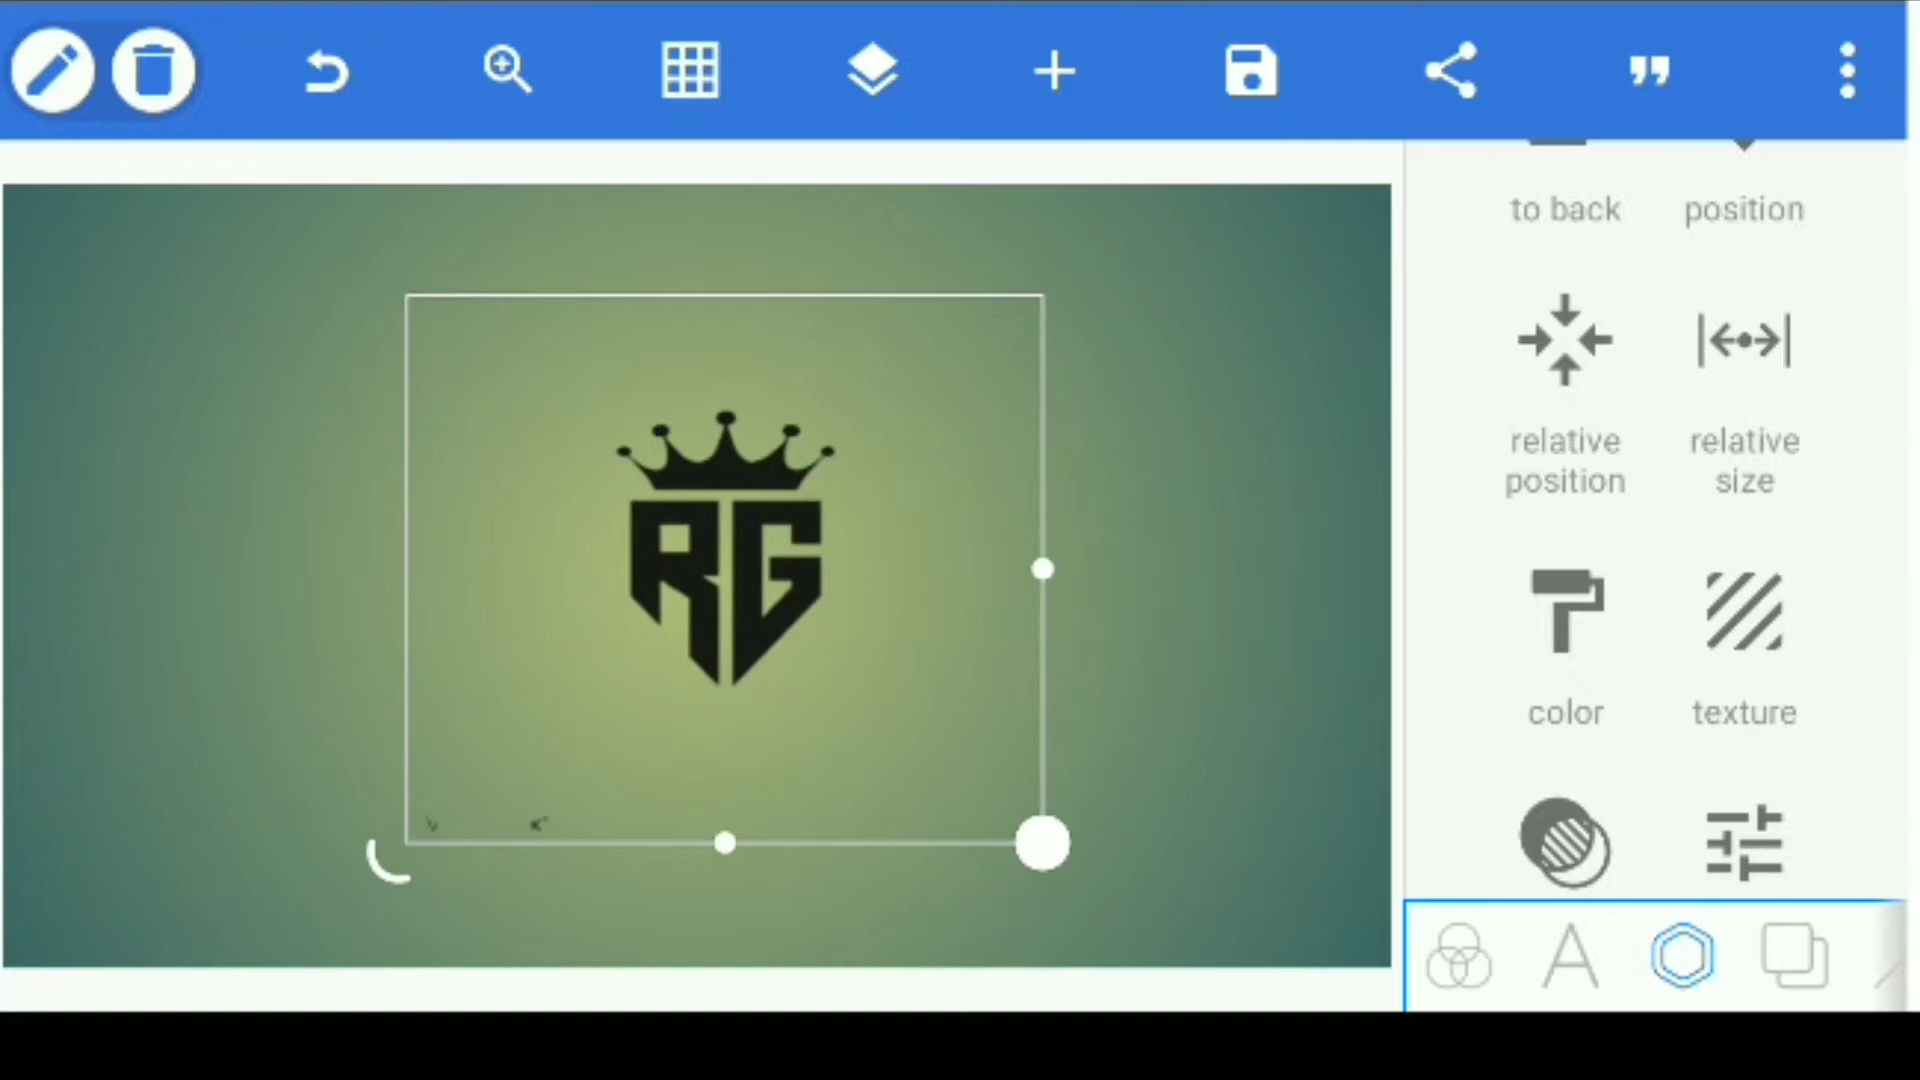 to back
position
relative
position
relative
size
color
texture
RG